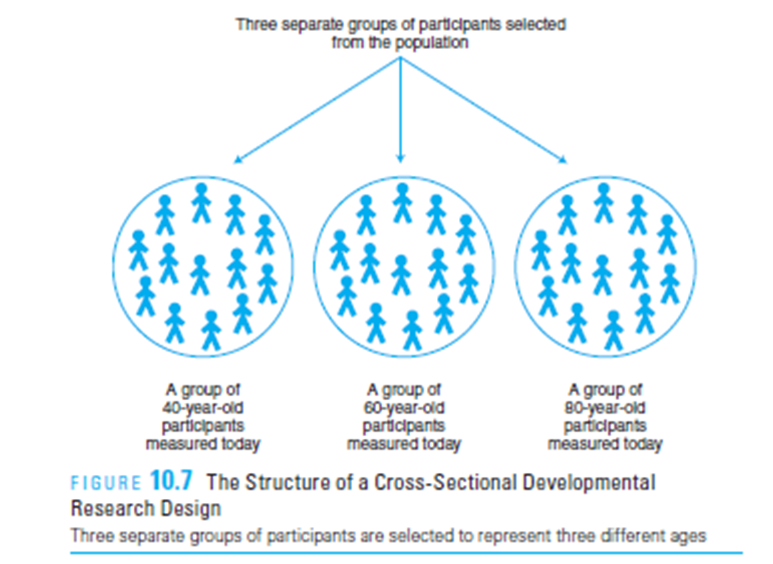 Three separate groups of participants selected
from the population
A group of
40-year-old
participants
measured today
A group of
60-year-old
participants
measured today
A group of
80-year-old
participants
measured today
FIGURE 10.7 The Structure of a Cross-Sectional Developmental
Research Design
Three separate groups of participants are selected to represent three different ages